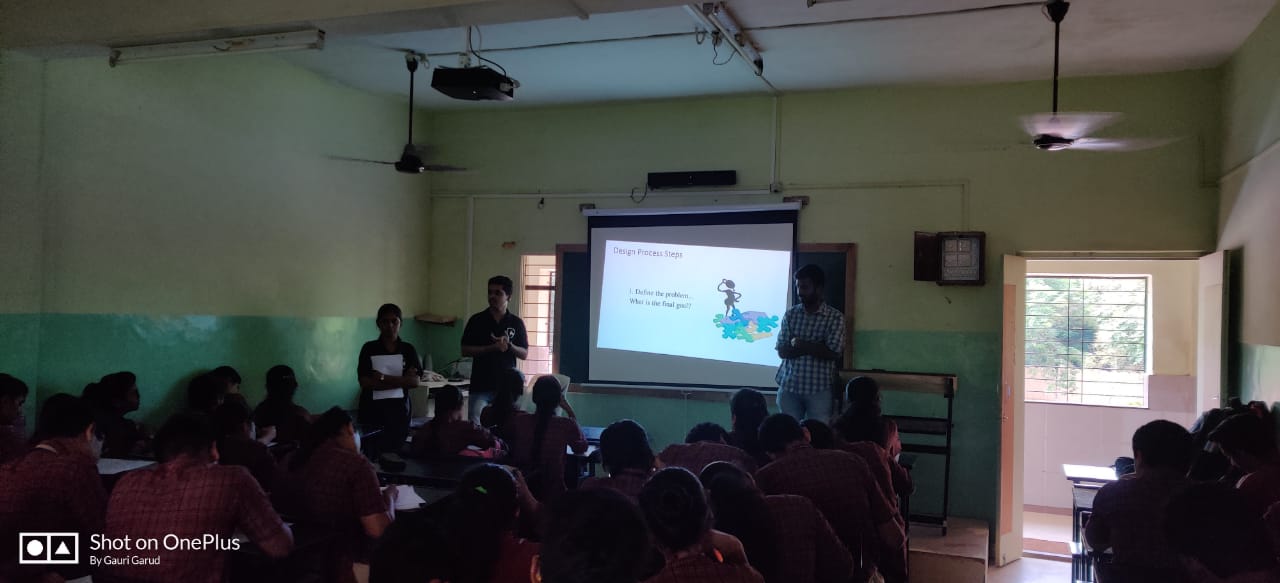 Design Process Steps
1. Define the problem...
What is the final goal?
Shot on OnePlus
By Gauri Garud